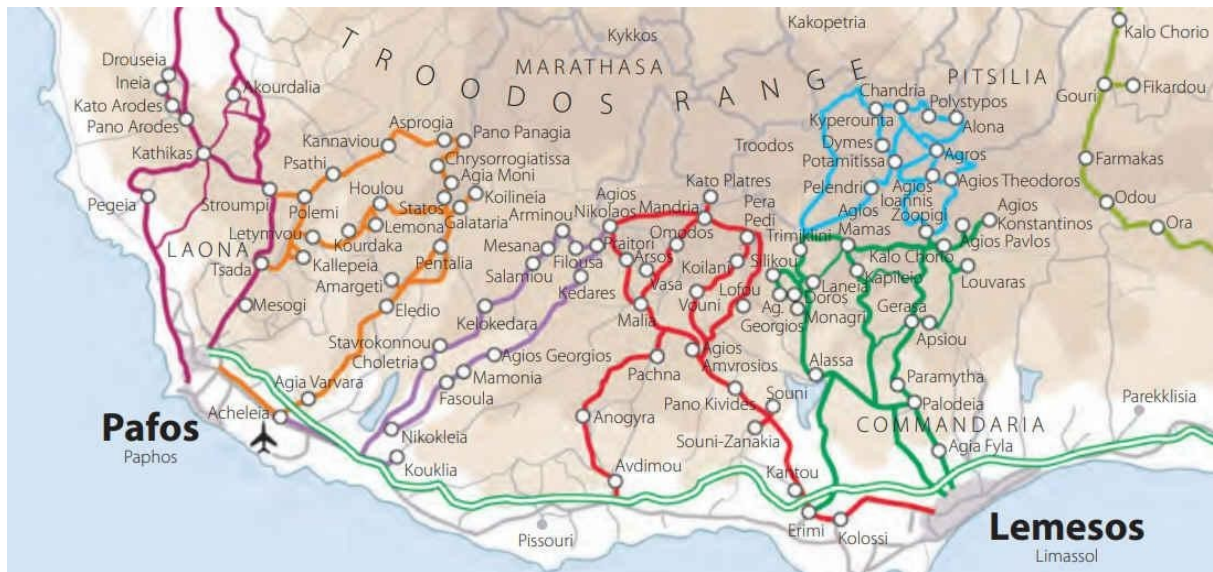 Kakopetria
Kalo Chorio
Kykkos
Drouseia
TROODOS RANGE
MARATHASA
PITSILIA
Ineia
Akourdalia
Chandria
Gouri
Fikardou
Kato Arodes
Polystypos
Pano Arodes
Asprogia
Pano Panagia
Kyperounta
Alona
Kannaviou
Troodos
Dymes
Kathikas
Psathi
Chrysorrogiatissa
Potamitissa
Agros
Farmakas
Agia Moni
Houlou
Koilineia
Agios
Kato Platres
Pelendri
Agios
Ioannis
Agios Theodoros
Pegeia
Stroumpi
Polemi
Statos
Arminou
Nikolaos
Mandria
Pera
Pedi
Agios
Mamas
Zoopigi
Agios
Konstantinos
Odou
Galataria
Letymvou
Lemona
Ora
LAONA
Kourdaka
Mesana
Praitori
Omodos
Trimiklini
Agios Pavlos
Tsada
Kallepeia
Pentalia
Filousa
Arsos
Kalo Chorio
Salamiou
Koilani
Silikou
Kapileio
Amargeti
Kedares
Vasa
Laneia
Louvaras
Mesogi
Eledio
Vouni
Lofou
Doros
Kelokedara
Malia
Ag.
Georgios
Monagri
Gerasa
Apsiou
Stavrokonnou
Choletria
Agios Georgios
Agios
Amvrosios
Alassa
Pachna
Mamonia
Paramytha
Agia Varvara
Fasoula
Pano Kivides
Souni
Palodeia
Parekklisia
Acheleia
Pafos
Paphos
Anogyra
COMMANDARIA
Nikokleia
Souni-Zanakia
Agia Fyla
Kouklia
Avdimou
Kantou
Pissouri
Erimi
Kolossi
Lemesos
Limassol